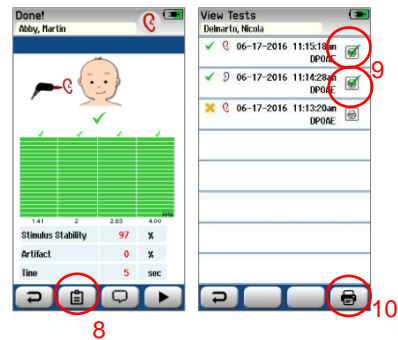 Done!
Abby, Martin
1.41 2 2.83 4.00 kHz
Stimulus Stability 97 %
Artifact 0 %
Time 5 sec
8
View Tests
Delmarto, Nicola
06-17-2016 11:15:18am
DPOAE
9
06-17-2016 11:14:28am
DPOAE
06-17-2016 11:13:20am
DPOAE
10